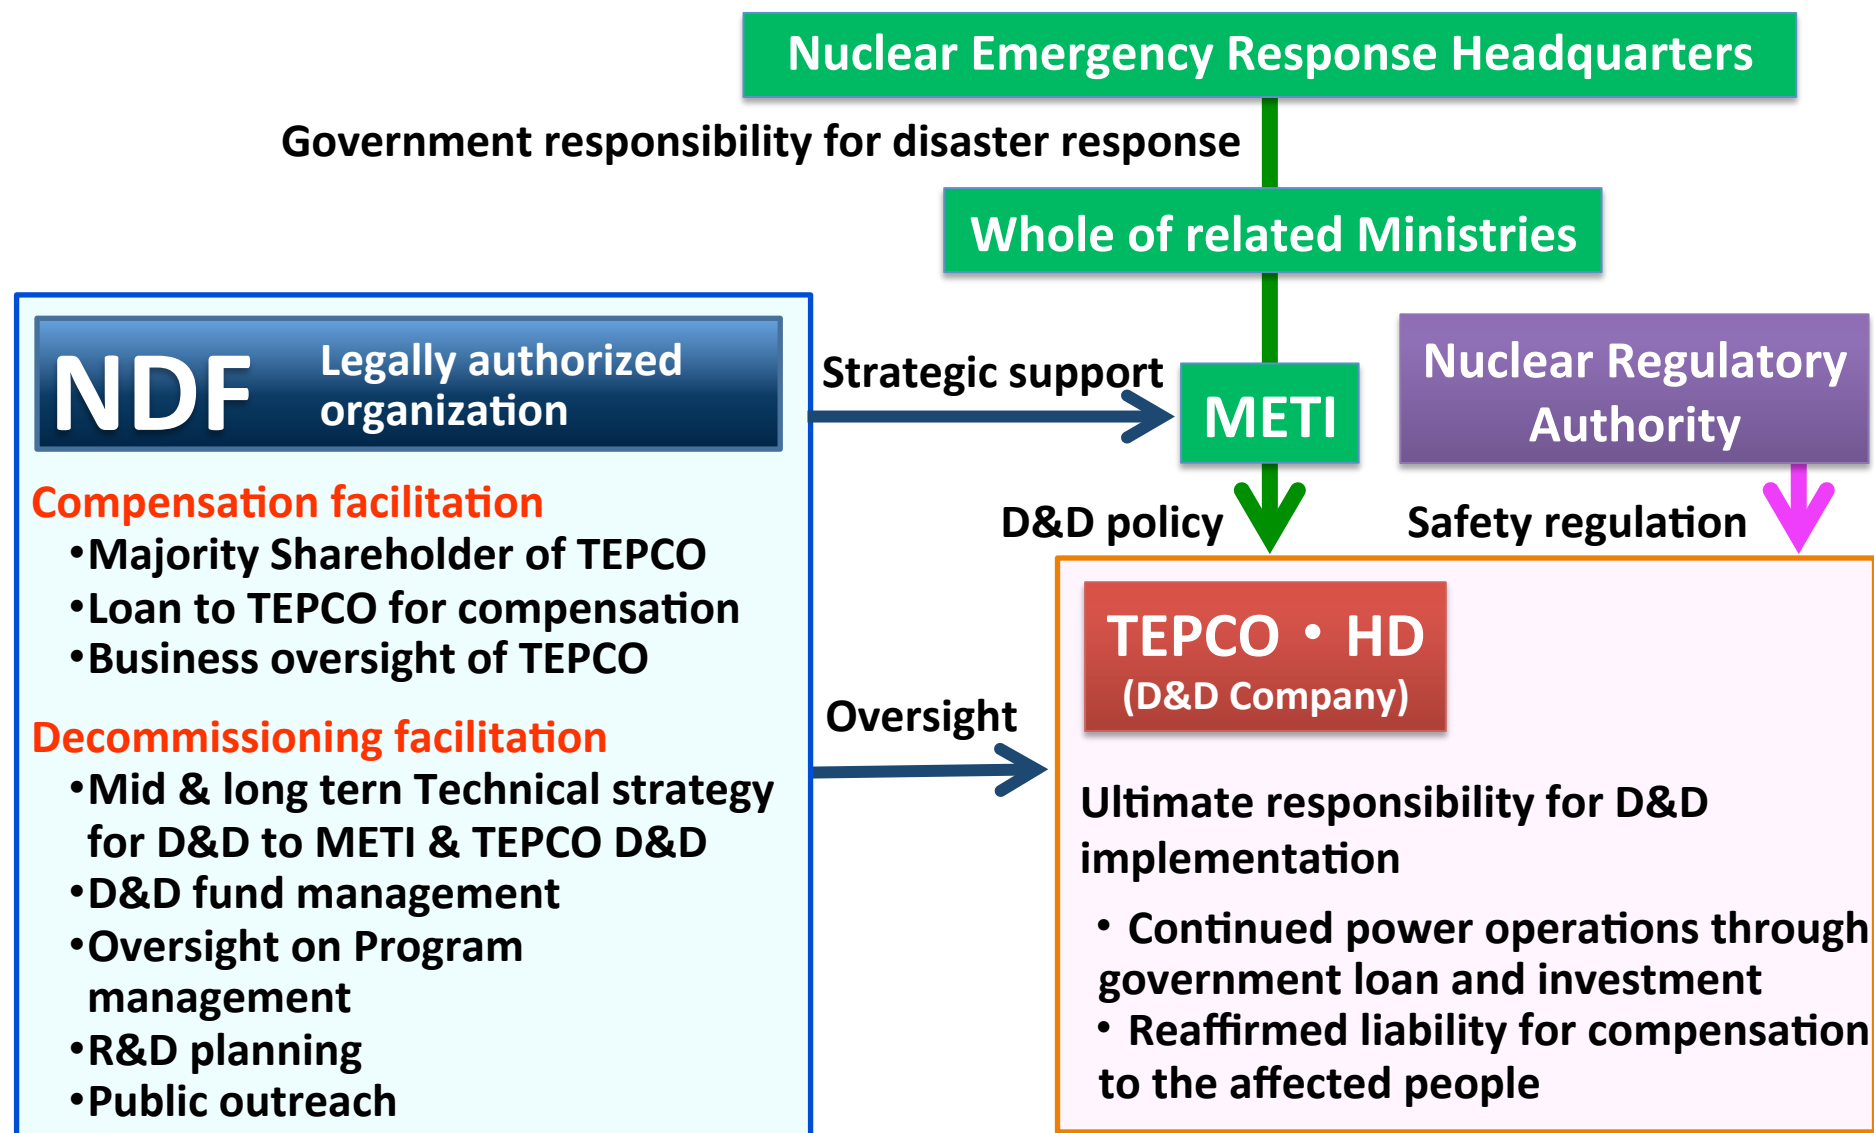 Nuclear Emergency Response Headquarters
Government responsibility for disaster response
Whole of related Ministries
NDF
Legally authorized
organization
Compensation facilitation
•Majority Shareholder of TEPCO
•Loan to TEPCO for compensation
•Business oversight of TEPCO
Decommissioning facilitation
•Mid & long tern Technical strategy
for D&D to METI & TEPCO D&D
•D&D fund management
•Oversight on Program
management
•R&D planning
•Public outreach
Strategic support
METI
Nuclear Regulatory
Authority
D&D policy
Safety regulation
Oversight
TEPCO・HD
(D&D Company)
Ultimate responsibility for D&D
implementation
・Continued power operations through
government loan and investment
・Reaffirmed liability for compensation
to the affected people